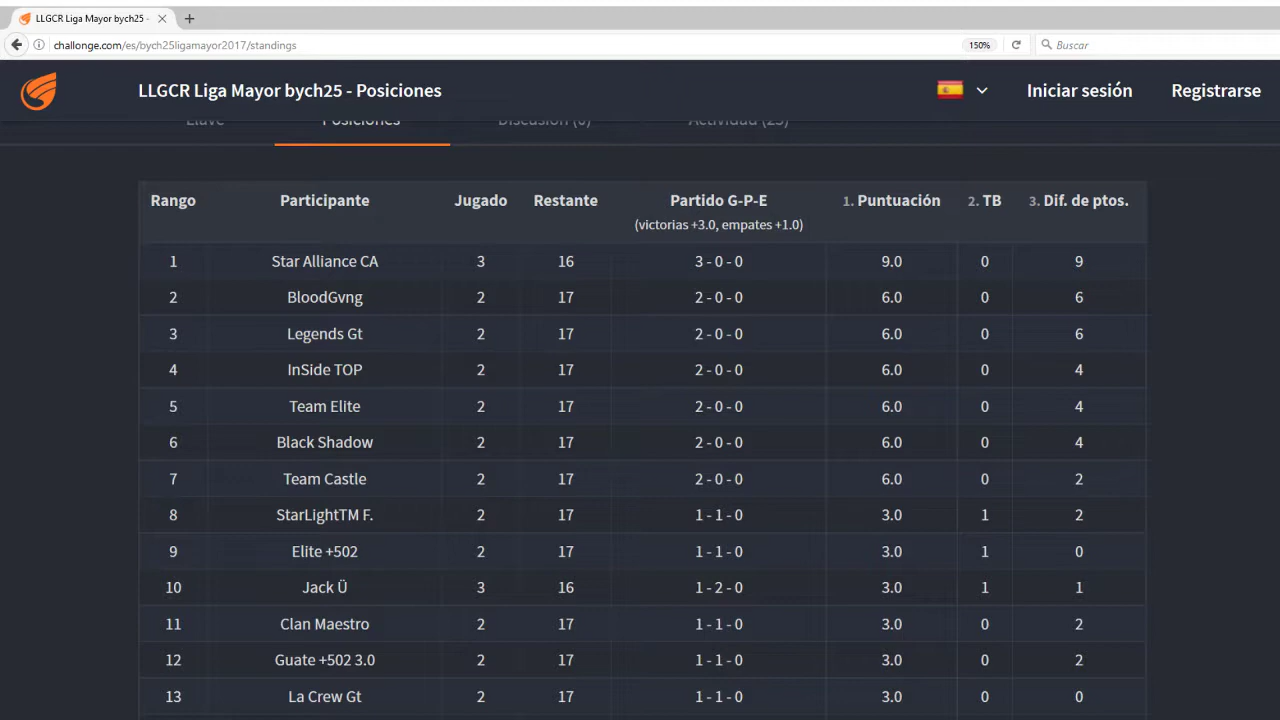 LLGCR Liga Mayor bych25 -
challonge.com/es/bych25ligamayor2017/standings
150%
Buscar
LLGCR Liga Mayor bych25 - Posiciones
Iniciar sesión
Registrarse
Llave Posiciones Discusión (0) Actividad (25)
Rango Participante Jugado Restante Partido G-P-E 1. Puntuación 2. TB 3. Dif. de ptos.
(victorias +3.0, empates +1.0)
1 Star Alliance CA 3 16 3 - 0 - 0 9.0 0 9
2 BloodGvng 2 17 2 - 0 - 0 6.0 0 6
3 Legends Gt 2 17 2 - 0 - 0 6.0 0 6
4 InSide TOP 2 17 2 - 0 - 0 6.0 0 4
5 Team Elite 2 17 2 - 0 - 0 6.0 0 4
6 Black Shadow 2 17 2 - 0 - 0 6.0 0 4
7 Team Castle 2 17 2 - 0 - 0 6.0 0 2
8 StarLightTM F. 2 17 1 - 1 - 0 3.0 1 2
9 Elite +502 2 17 1 - 1 - 0 3.0 1 0
10 Jack Ü 3 16 1 - 2 - 0 3.0 1 1
11 Clan Maestro 2 17 1 - 1 - 0 3.0 0 2
12 Guate +502 3.0 2 17 1 - 1 - 0 3.0 0 2
13 La Crew Gt 2 17 1 - 1 - 0 3.0 0 0